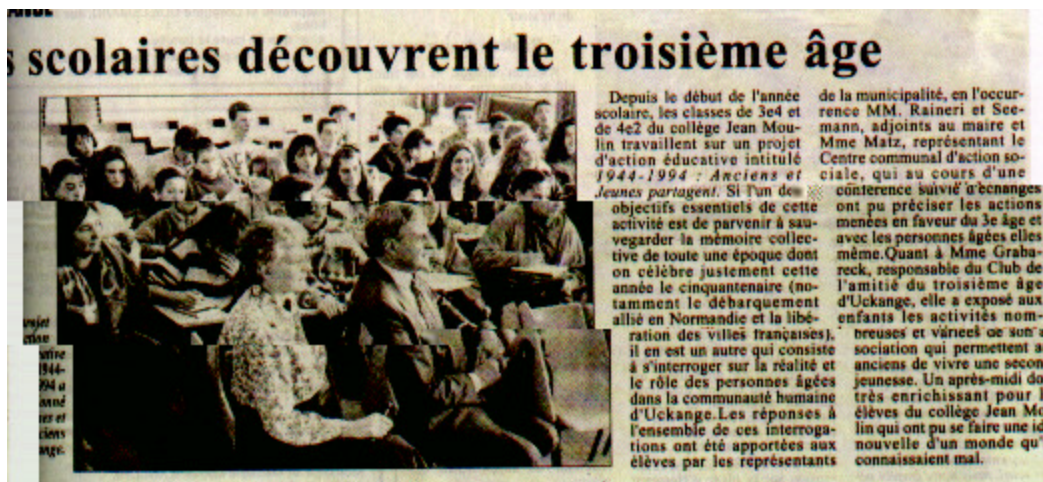 s scolaires découvrent le troisième âge
Depuis le début de l'année
scolaire, les classes de 3e4 et
de 4e2 du collège Jean Mou-
lin travaillent sur un projet
d'action éducative intitulé
1944-1994 : Anciens et
Jeunes partagent. Si l'un des
objectifs essentiels de cette
activité est de parvenir à sau-
vegarder la mémoire collec-
tive de toute une époque dont
on célèbre justement cette
année le cinquantenaire (no-
tamment le débarquement
allié en Normandie et la libé-
ration des villes françaises),
il en est un autre qui consiste
à s'interroger sur la réalité et
le rôle des personnes âgées
dans la communauté humaine
d'Uckange. Les réponses à
l'ensemble de ces interroga-
tions ont été apportées aux
élèves par les représentants
de la municipalité, en l'occur-
rence MM. Raineri et See-
mann, adjoints au maire et
Mme Matz, représentant le
Centre communal d'action so-
ciale, qui au cours d'une
conférence suivie d'échanges
ont pu préciser les actions
menées en faveur du 3e âge et
avec les personnes âgées elles
même.Quant à Mme Graba-
reck, responsable du Club de
l'amitié du troisième âge
d'Uckange, elle a exposé aux
enfants les activités nom-
breuses et variées de son a
sociation qui permettent a
anciens de vivre une secon
jeunesse. Un après-midi do
très enrichissant pour l
élèves du collège Jean Mo
lin qui ont pu se faire une id
nouvelle d'un monde qu'
connaissaient mal.
rojet
1944-
994 a
onné
nes et
ciens
nge.